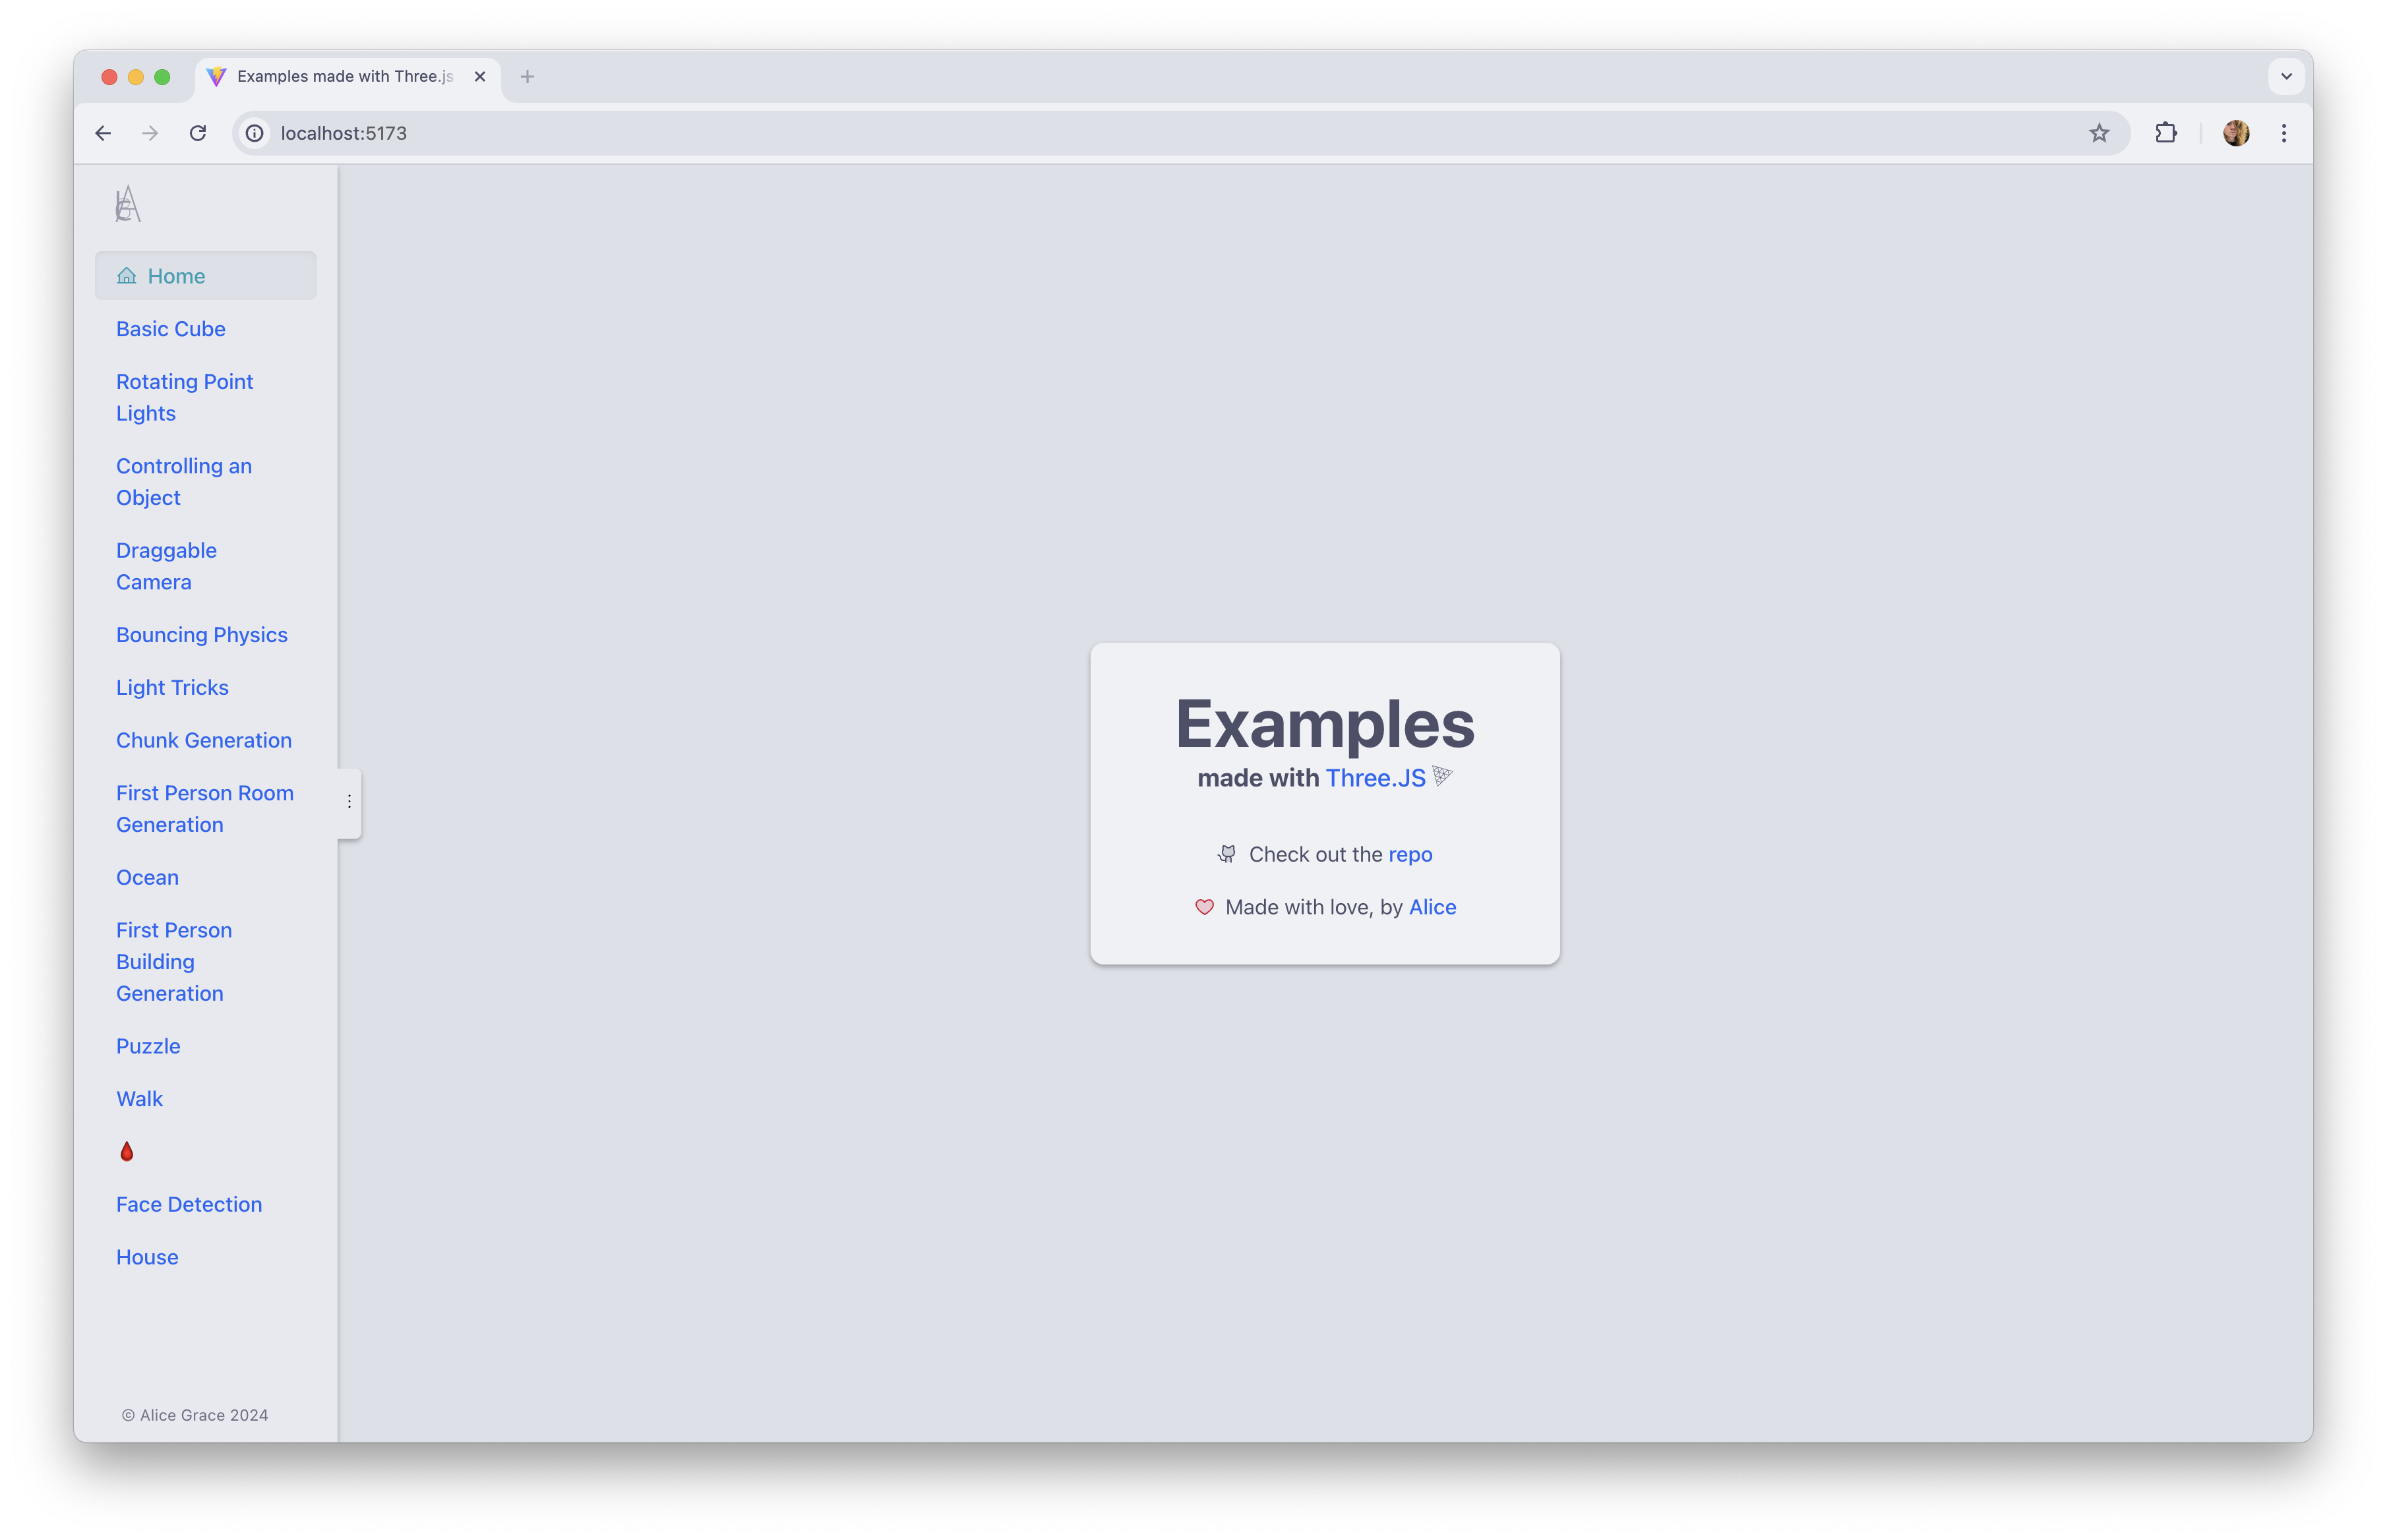 Examples made with Three.js
localhost:5173
Home
Basic Cube
Rotating Point
Lights
Controlling an
Object
Draggable
Camera
Bouncing Physics
Light Tricks
Chunk Generation
First Person Room
Generation
Ocean
First Person
Building
Generation
Puzzle
Walk
🩸
Face Detection
House
© Alice Grace 2024
Examples
made with Three.JS
Check out the repo
Made with love, by Alice